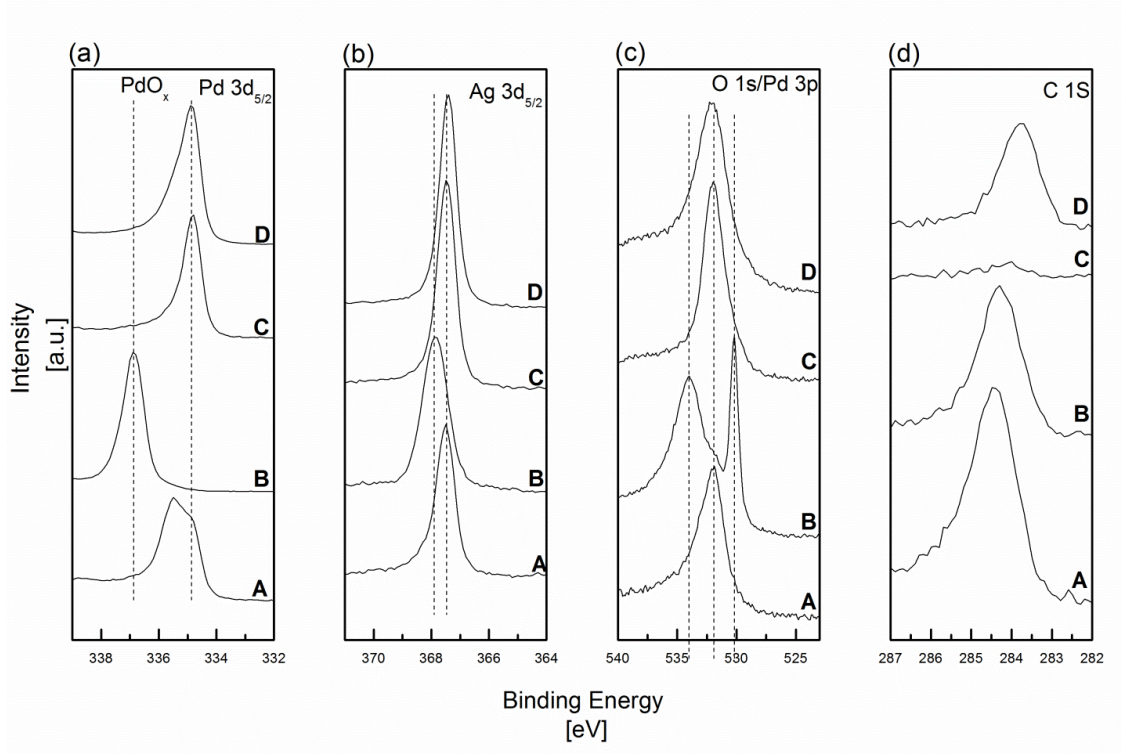 (a)
(b)
(c)
(d)
PdOx
Pd 3d5/2
Ag 3d5/2
O 1s/Pd 3p
C 1S
D
C
B
A
D
C
B
A
D
C
B
A
D
C
B
A
Intensity
[a.u.]
338 336 334 332
370 368 366 364
540 535 530 525
287 286 285 284 283 282
Binding Energy
[eV]